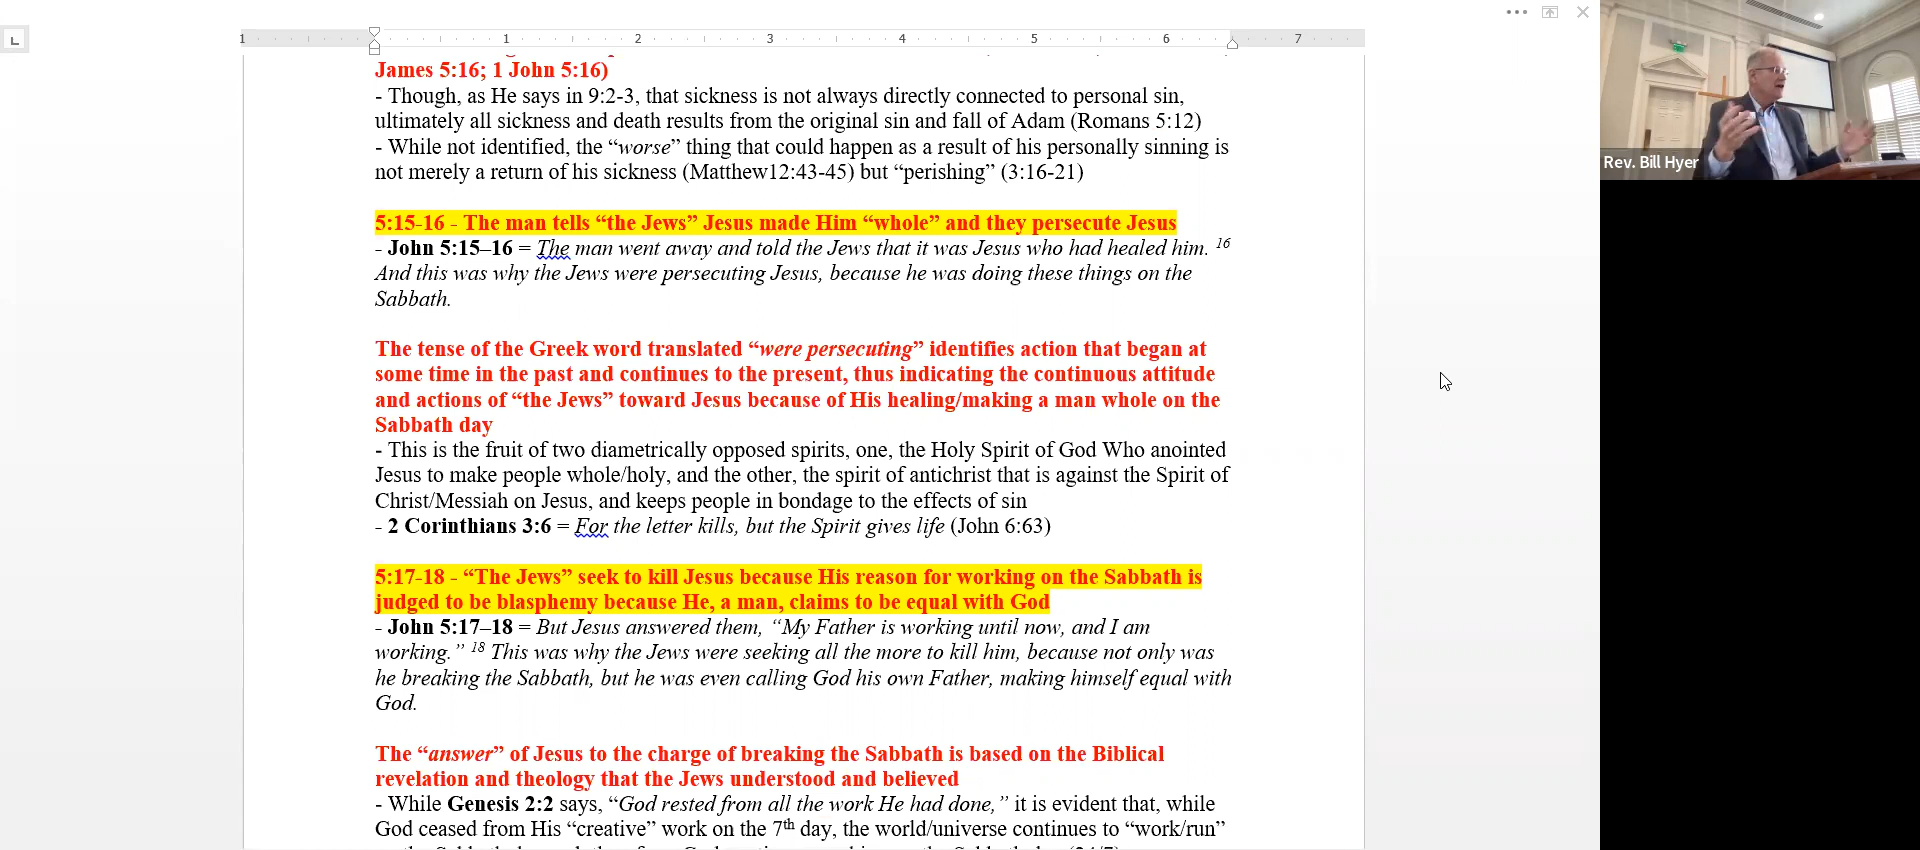 1 1 2 3 4 5 6 7
James 5:16; 1 John 5:16)
- Though, as He says in 9:2-3, that sickness is not always directly connected to personal sin,
ultimately all sickness and death results from the original sin and fall of Adam (Romans 5:12)
- While not identified, the “worse” thing that could happen as a result of his personally sinning is
not merely a return of his sickness (Matthew12:43-45) but “perishing” (3:16-21)
5:15-16 - The man tells “the Jews” Jesus made Him “whole” and they persecute Jesus
- John 5:15–16 = The man went away and told the Jews that it was Jesus who had healed him. 16
And this was why the Jews were persecuting Jesus, because he was doing these things on the
Sabbath.
The tense of the Greek word translated “were persecuting” identifies action that began at
some time in the past and continues to the present, thus indicating the continuous attitude
and actions of “the Jews” toward Jesus because of His healing/making a man whole on the
Sabbath day
- This is the fruit of two diametrically opposed spirits, one, the Holy Spirit of God Who anointed
Jesus to make people whole/holy, and the other, the spirit of antichrist that is against the Spirit of
Christ/Messiah on Jesus, and keeps people in bondage to the effects of sin
- 2 Corinthians 3:6 = For the letter kills, but the Spirit gives life (John 6:63)
5:17-18 - “The Jews” seek to kill Jesus because His reason for working on the Sabbath is
judged to be blasphemy because He, a man, claims to be equal with God
- John 5:17–18 = But Jesus answered them, “My Father is working until now, and I am
working.” 18 This was why the Jews were seeking all the more to kill him, because not only was
he breaking the Sabbath, but he was even calling God his own Father, making himself equal with
God.
The “answer” of Jesus to the charge of breaking the Sabbath is based on the Biblical
revelation and theology that the Jews understood and believed
- While Genesis 2:2 says, “God rested from all the work He had done,” it is evident that, while
God ceased from His “creative” work on the 7th day, the world/universe continues to “work/run”
Rev. Bill Hyer